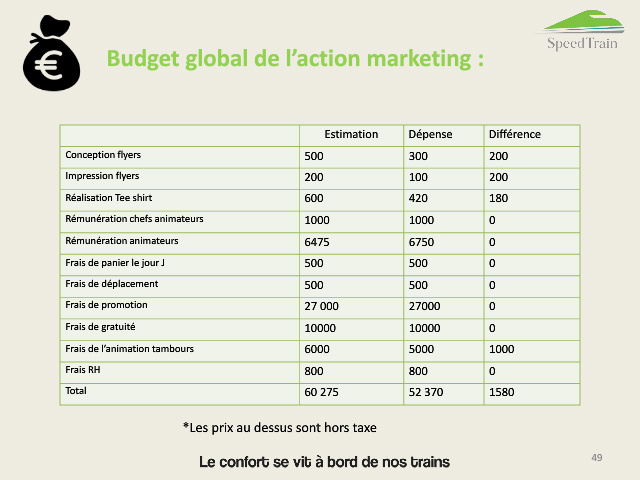 Budget global de l’action marketing :
SpeedTrain
Estimation Dépense Différence
Conception flyers 500 300 200
Impression flyers 200 100 200
Réalisation Tee shirt 600 420 180
Rémunération chefs animateurs 1000 1000 0
Rémunération animateurs 6475 6750 0
Frais de panier le jour J 500 500 0
Frais de déplacement 500 500 0
Frais de promotion 27 000 27000 0
Frais de gratuité 10000 10000 0
Frais de l’animation tambours 6000 5000 1000
Frais RH 800 800 0
Total 60 275 52 370 1580
*Les prix au dessus sont hors taxe
Le confort se vit à bord de nos trains
49